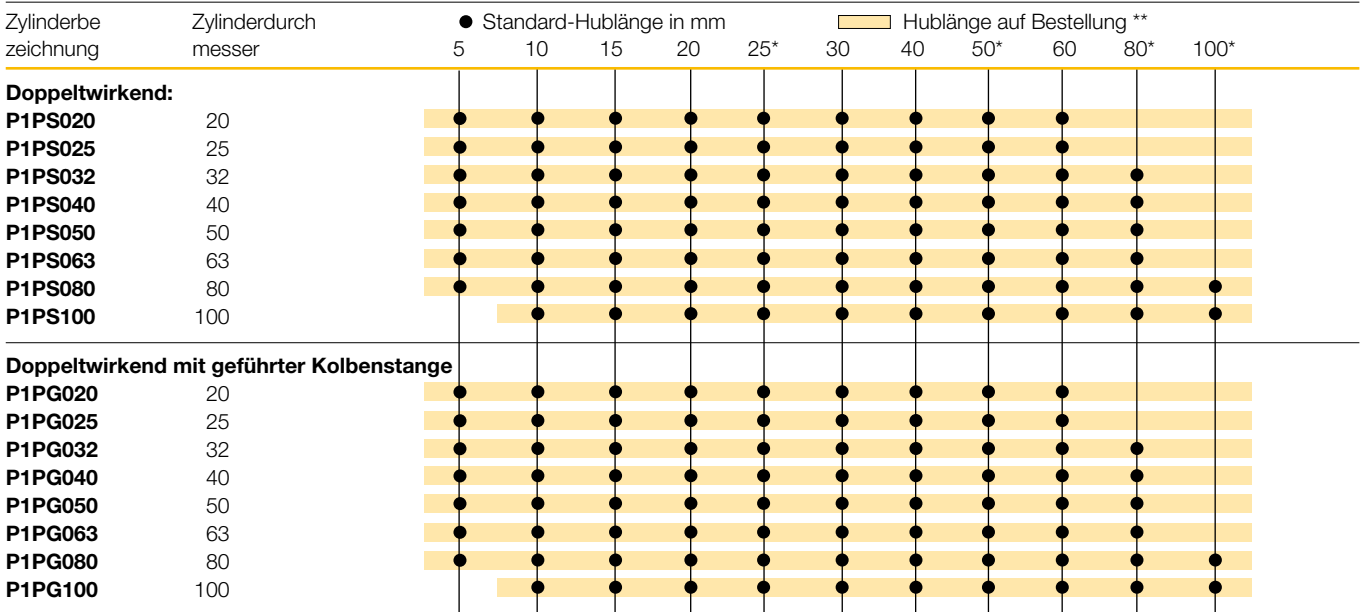 Zylinderbe Zylinderdurch ● Standard-Hublänge in mm Hublänge auf Bestellung **
zeichnung messer 5 10 15 20 25* 30 40 50* 60 80* 100*
Doppeltwirkend:
P1PS020 20
P1PS025 25
P1PS032 32
P1PS040 40
P1PS050 50
P1PS063 63
P1PS080 80
P1PS100 100
Doppeltwirkend mit geführter Kolbenstange
P1PG020 20
P1PG025 25
P1PG032 32
P1PG040 40
P1PG050 50
P1PG063 63
P1PG080 80
P1PG100 100